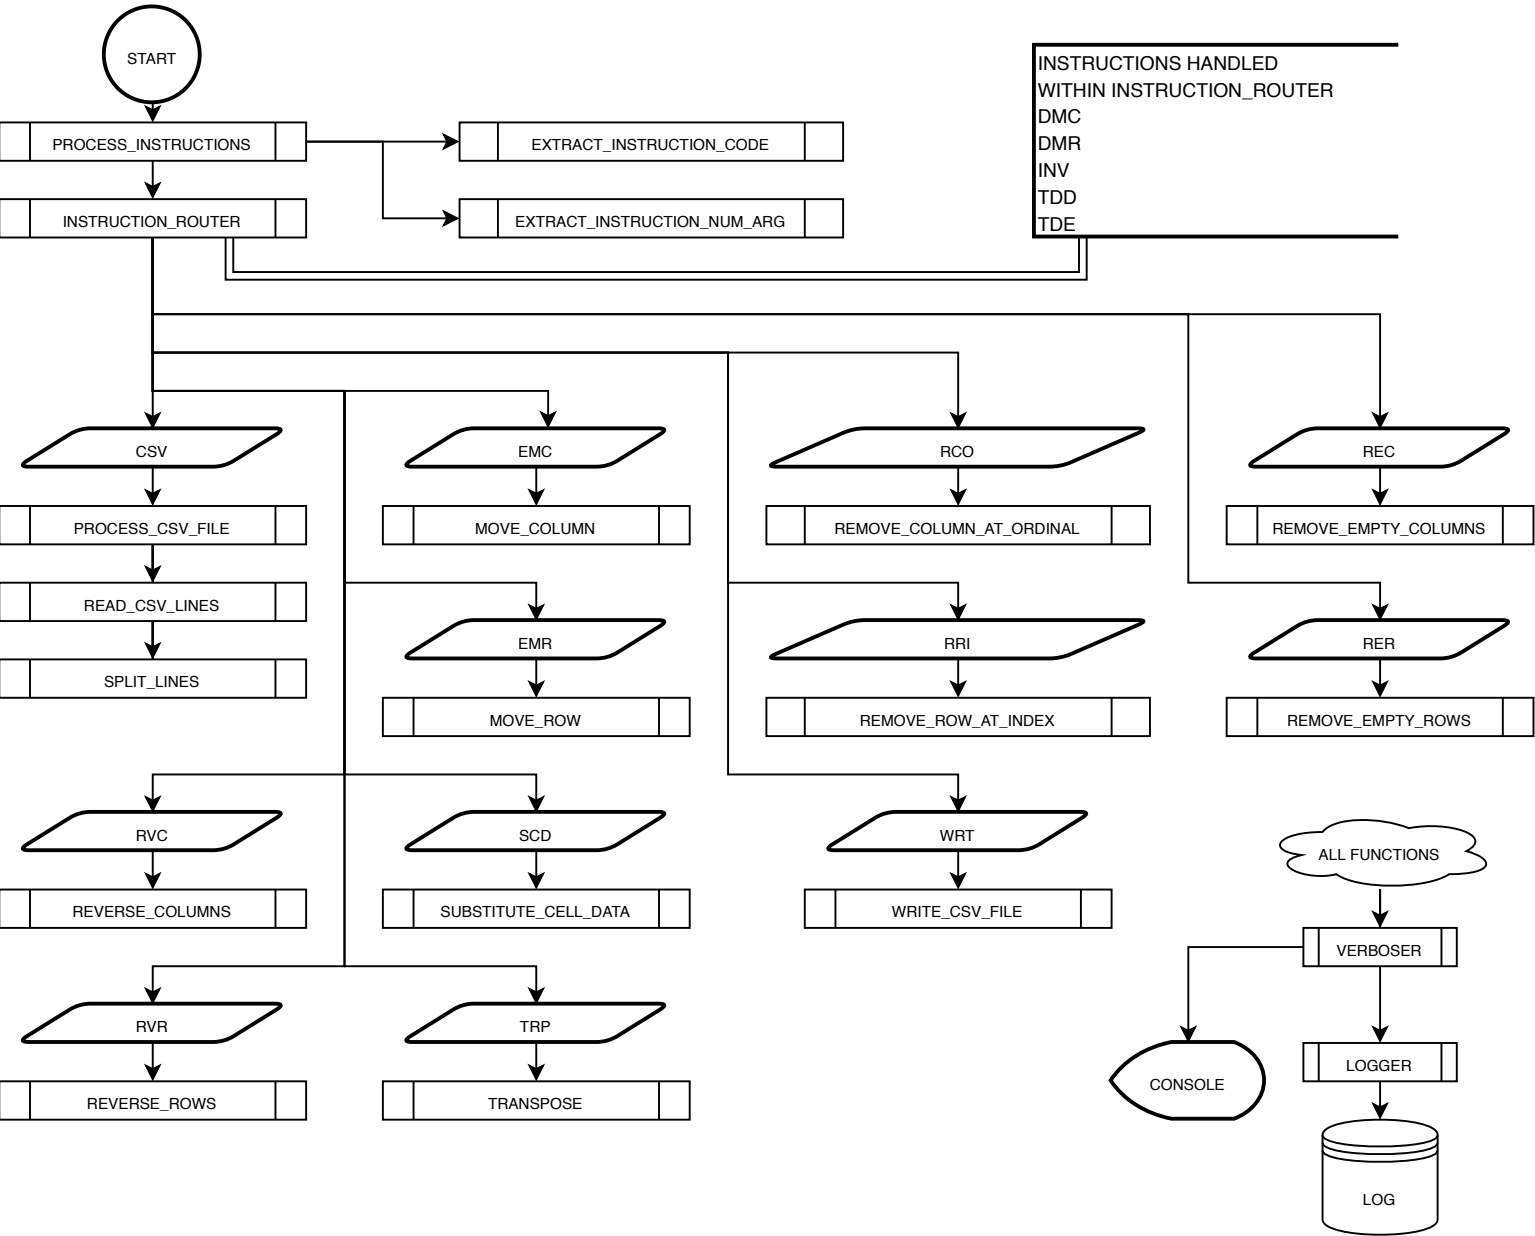 START
INSTRUCTIONS HANDLED
WITHIN INSTRUCTION_ROUTER
DMC
DMR
INV
TDD
TDE
PROCESS_INSTRUCTIONS
EXTRACT_INSTRUCTION_CODE
INSTRUCTION_ROUTER
EXTRACT_INSTRUCTION_NUM_ARG
CSV
EMC
RCO
REC
PROCESS_CSV_FILE
MOVE_COLUMN
REMOVE_COLUMN_AT_ORDINAL
REMOVE_EMPTY_COLUMNS
READ_CSV_LINES
EMR
RRI
RER
SPLIT_LINES
MOVE_ROW
REMOVE_ROW_AT_INDEX
REMOVE_EMPTY_ROWS
RVC
SCD
WRT
ALL FUNCTIONS
REVERSE_COLUMNS
SUBSTITUTE_CELL_DATA
WRITE_CSV_FILE
VERBOSER
RVR
TRP
LOGGER
CONSOLE
REVERSE_ROWS
TRANSPOSE
LOG